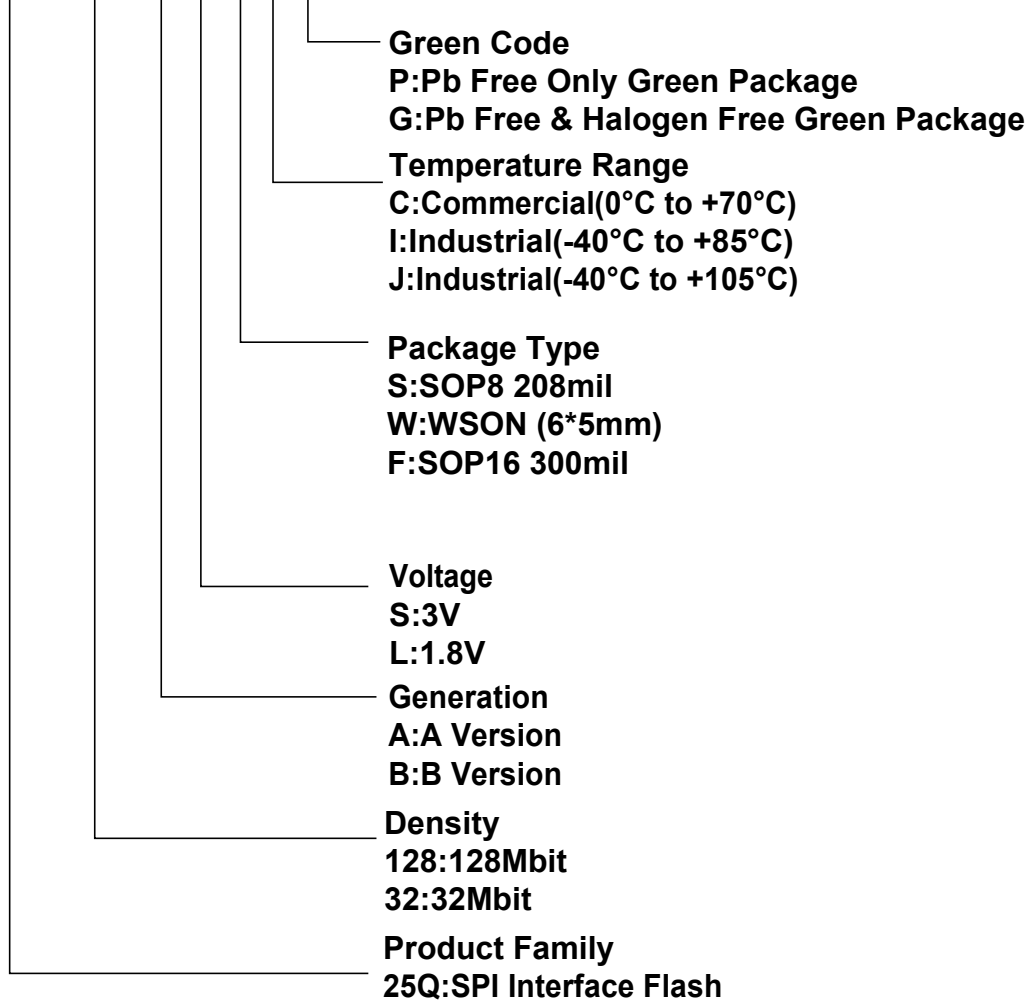 Green Code
P:Pb Free Only Green Package
G:Pb Free & Halogen Free Green Package
Temperature Range
C:Commercial(0°C to +70°C)
I:Industrial(-40°C to +85°C)
J:Industrial(-40°C to +105°C)
Package Type
S:SOP8 208mil
W:WSON (6*5mm)
F:SOP16 300mil
Voltage
S:3V
L:1.8V
Generation
A:A Version
B:B Version
Density
128:128Mbit
32:32Mbit
Product Family
25Q:SPI Interface Flash